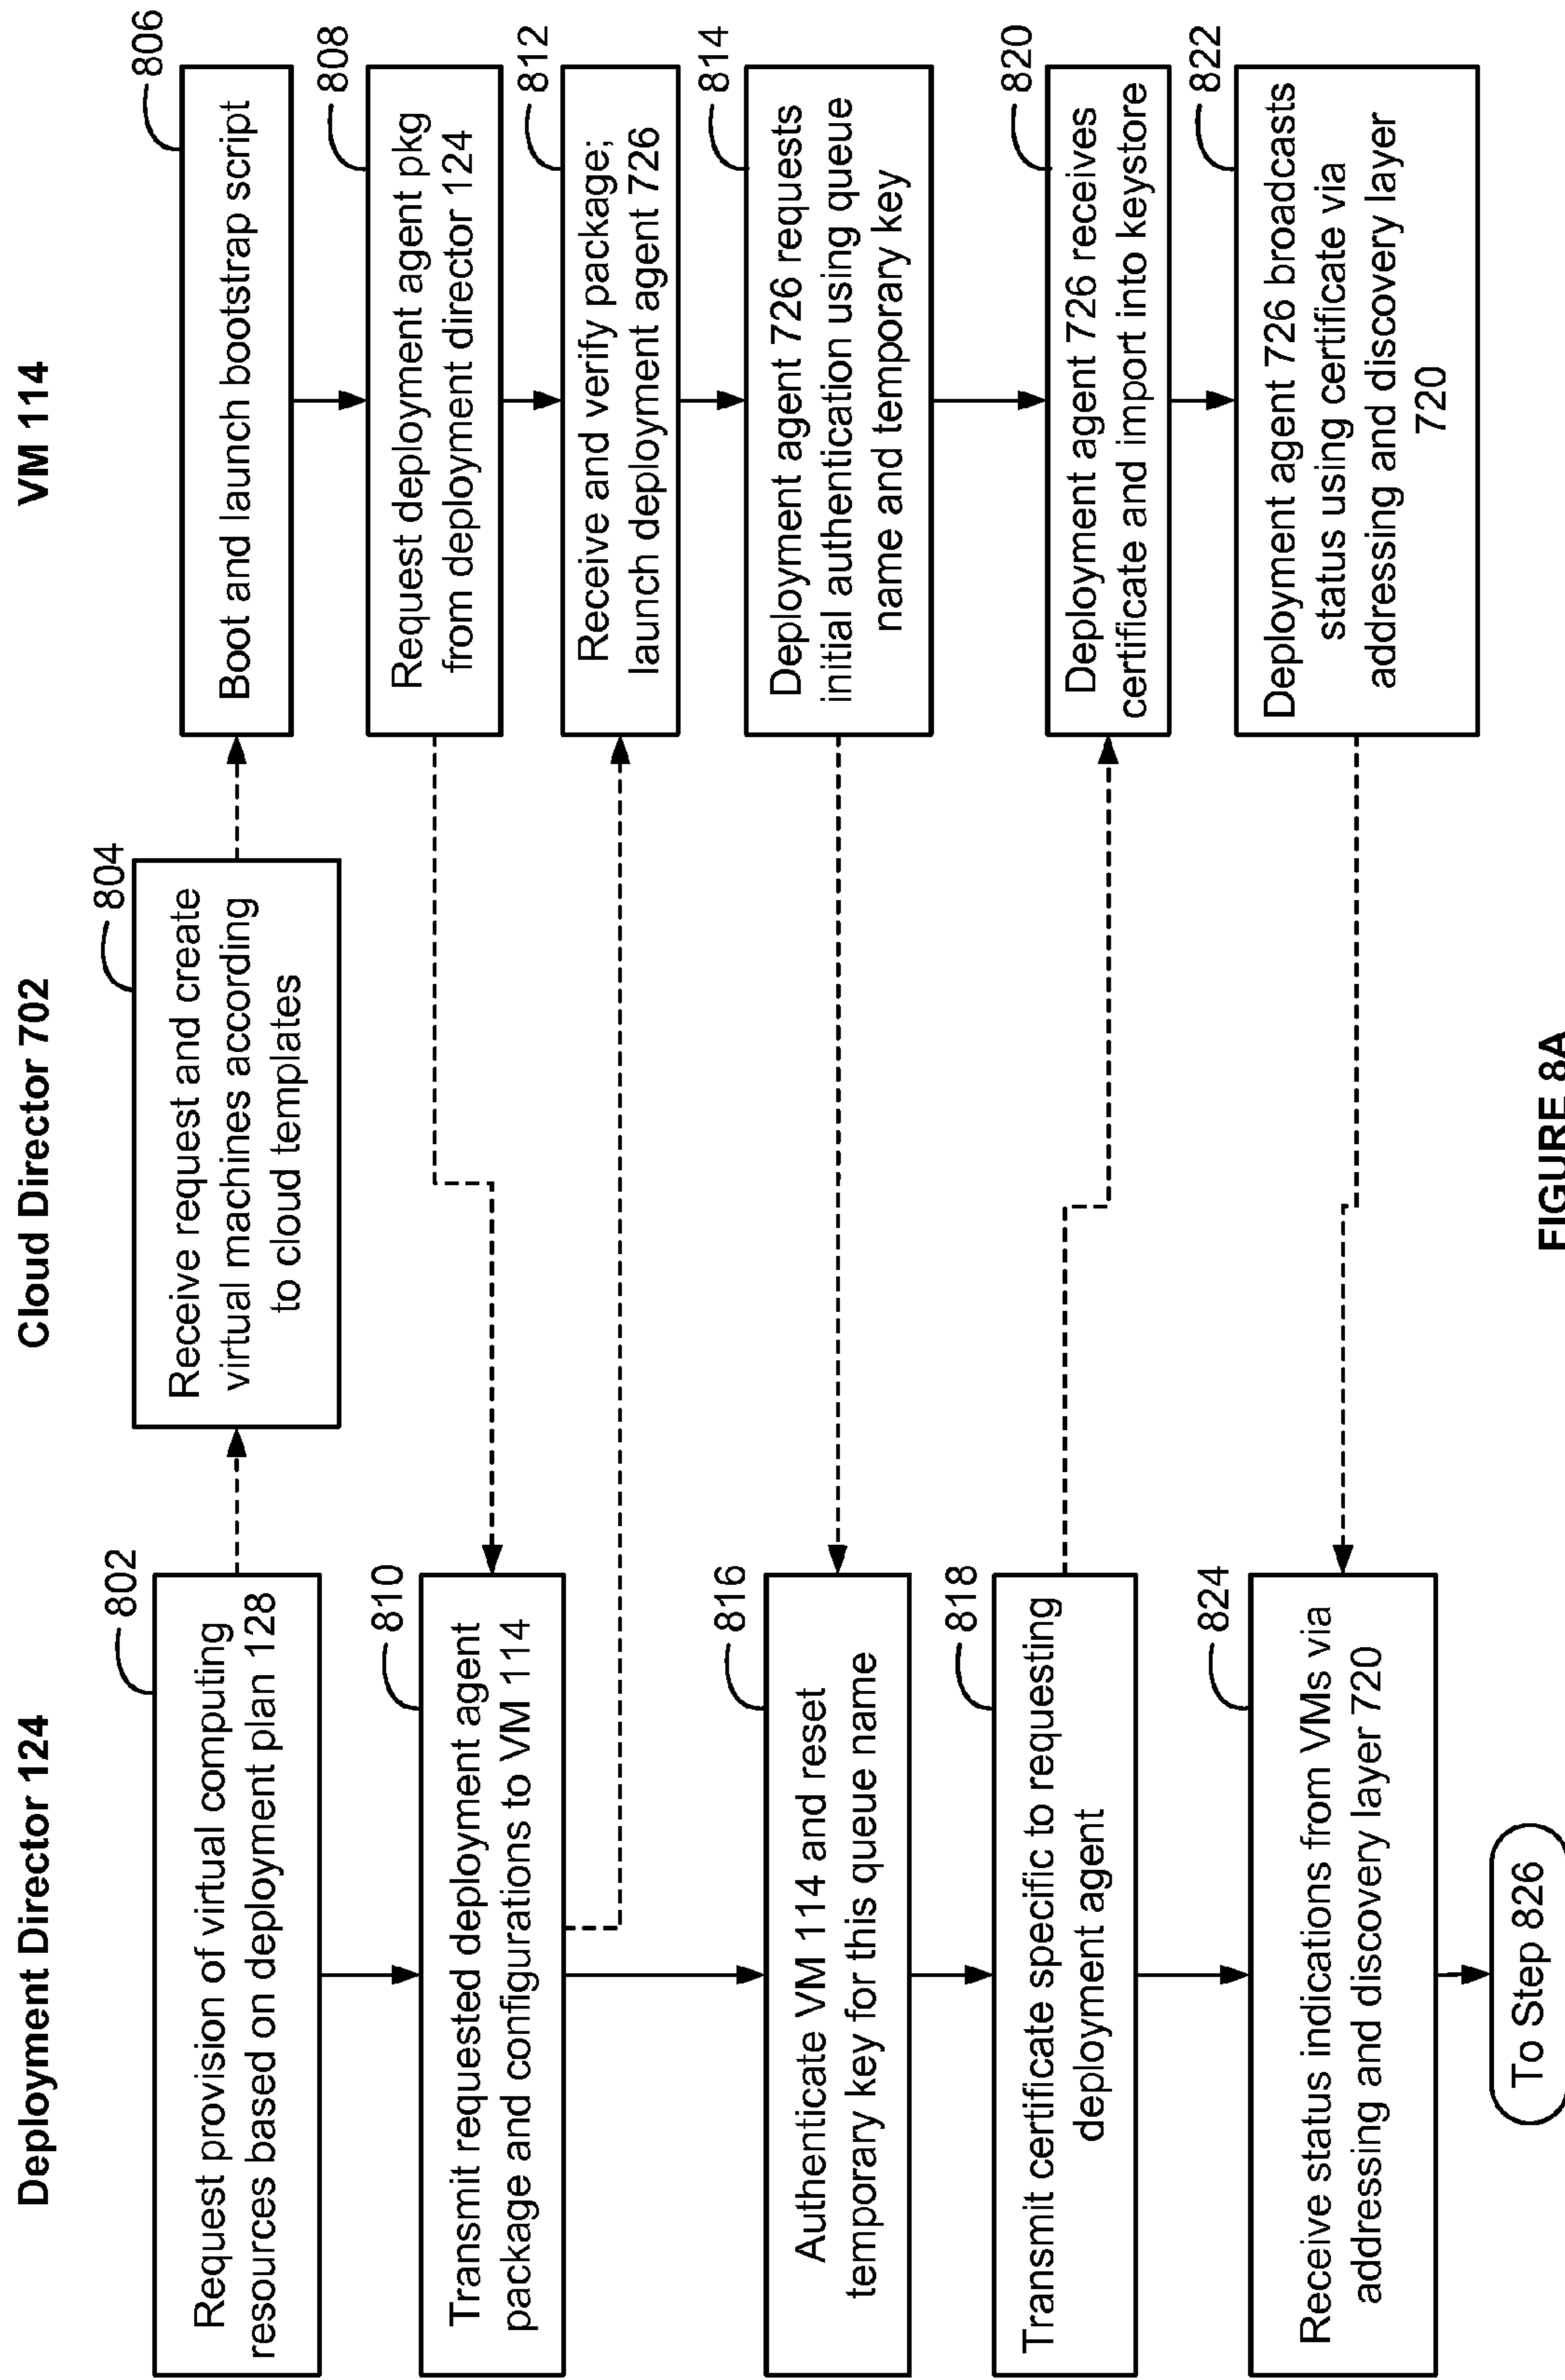 Deployment Director 124
Cloud Director 702
VM 114
802
Request provision of virtual computing
resources based on deployment plan 128
804
Receive request and create
virtual machines according
to cloud templates
806
Boot and launch bootstrap script
808
Request deployment agent pkg
from deployment director 124
810
Transmit requested deployment agent
package and configurations to VM 114
812
Receive and verify package;
launch deployment agent 726
814
Deployment agent 726 requests
initial authentication using queue
name and temporary key
816
Authenticate VM 114 and reset
temporary key for this queue name
818
Transmit certificate specific to requesting
deployment agent
820
Deployment agent 726 receives
certificate and import into keystore
822
Deployment agent 726 broadcasts
status using certificate via
addressing and discovery layer
720
824
Receive status indications from VMs via
addressing and discovery layer 720
To Step 826
FIGURE 8A